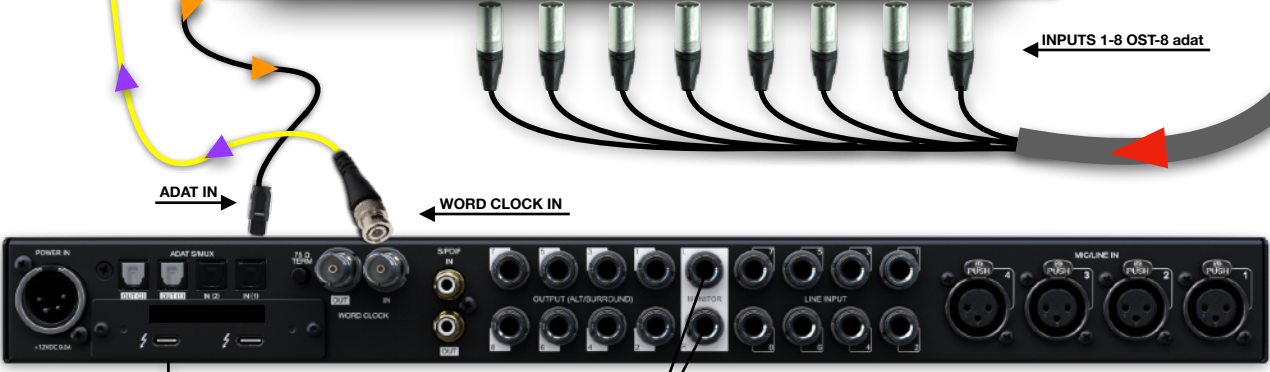 INPUTS 1-8 OST-8 adat
ADAT IN
WORD CLOCK IN
POWER IN
ADAT S/MUX
75 Ω
TERM
S/PDIF
IN
MIC/LINE IN
7 5 3 1 7 5 3 1
PUSH PUSH PUSH PUSH
4 3 2 1
OUT (2) OUT (1) IN (2) IN (1)
OUT IN
WORD CLOCK
OUTPUT (ALT/SURROUND)
MONITOR
LINE INPUT
8 6 4 2 8 6 4 2
+12VDC 9.0A
OUT